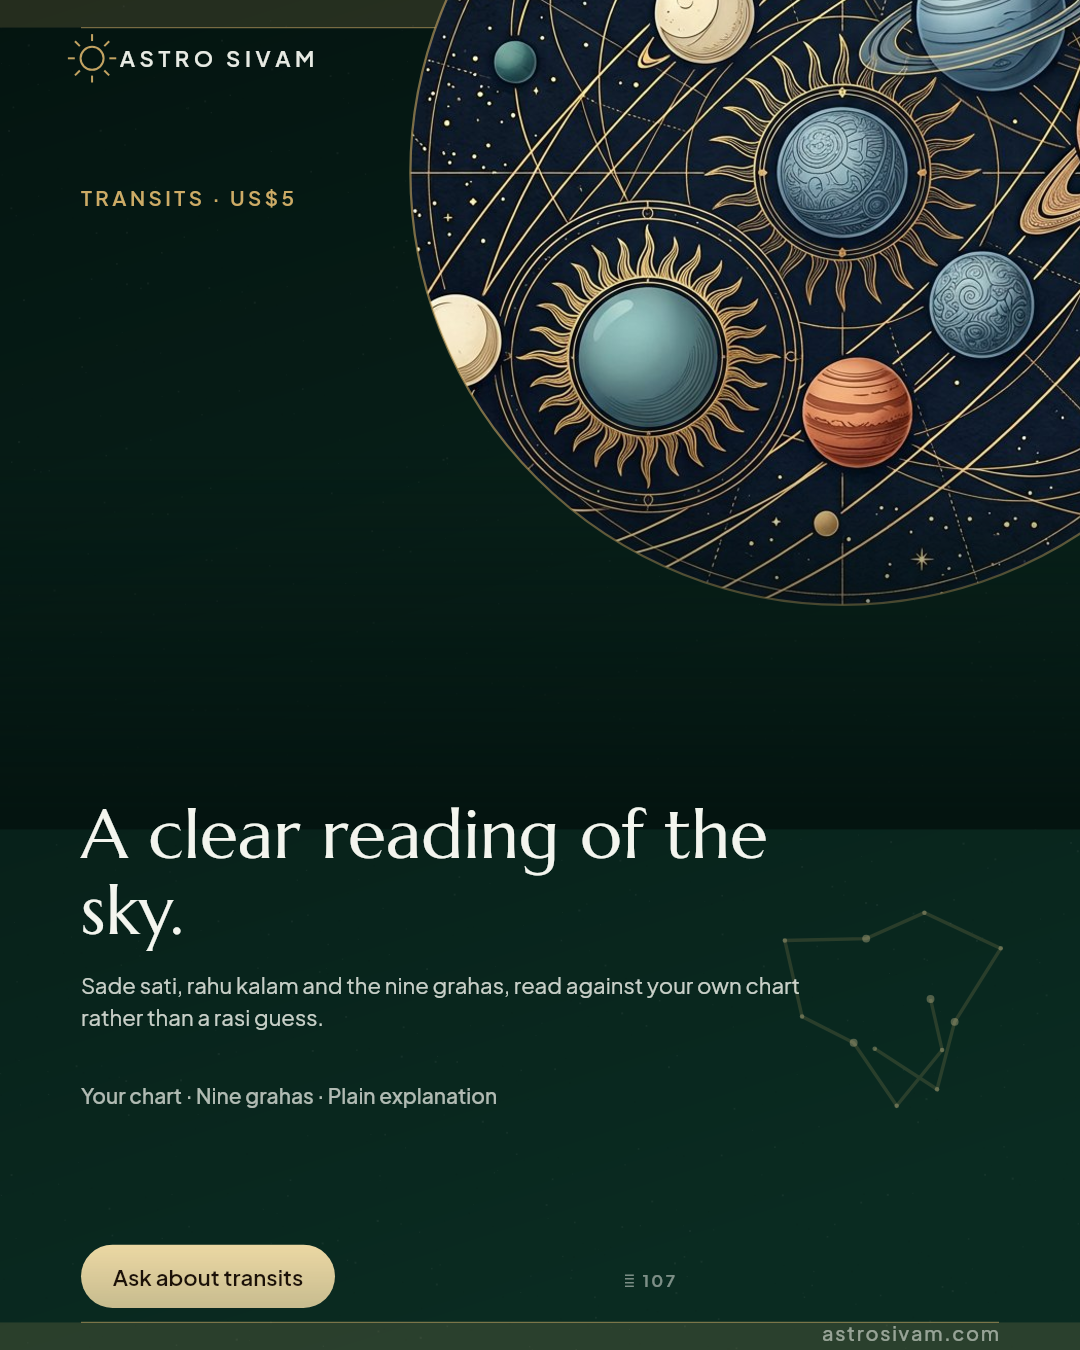 ASTRO SIVAM
TRANSITS · US$5
A clear reading of the
sky.
Sade sati, rahu kalam and the nine grahas, read against your own chart
rather than a rasi guess.
Your chart · Nine grahas · Plain explanation
Ask about transits
𝌆 107
astrosivam.com